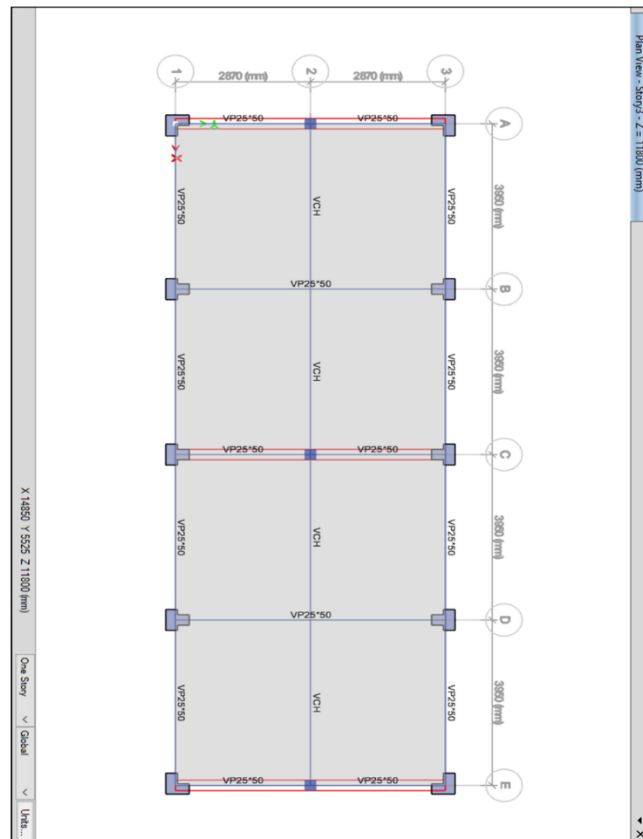 Plan View - Story3 - Z = 11800 (mm)
1
2870 (mm)
2
2870 (mm)
3
VP25*50
VP25*50
A
VP25*50
VCH
VP25*50
3950 (mm)
VP25*50
B
VP25*50
VCH
VP25*50
3950 (mm)
VP25*50
VP25*50
C
VP25*50
VCH
VP25*50
3950 (mm)
VP25*50
D
VP25*50
VCH
VP25*50
3950 (mm)
VP25*50
VP25*50
E
X 14850 Y 5525 Z 11800 (mm)
One Story
Global
Units...